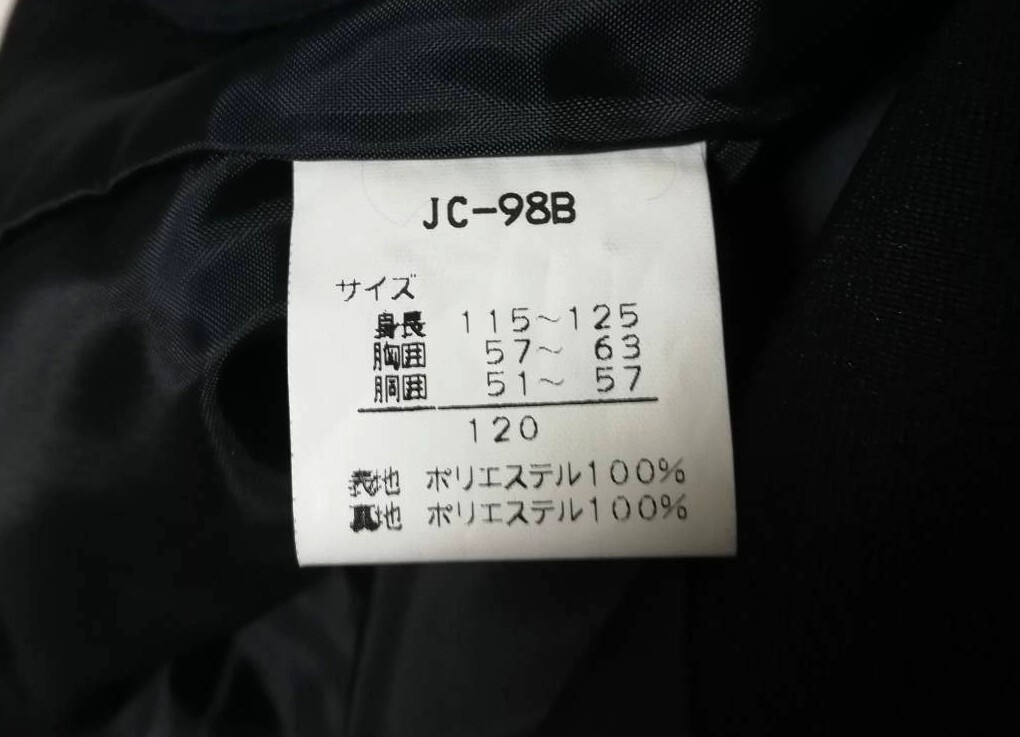 JC-98B
サイズ
身長 115～125
胸囲 57～ 63
胴囲 51～ 57
120
表地 ポリエステル100%
裏地 ポリエステル100%